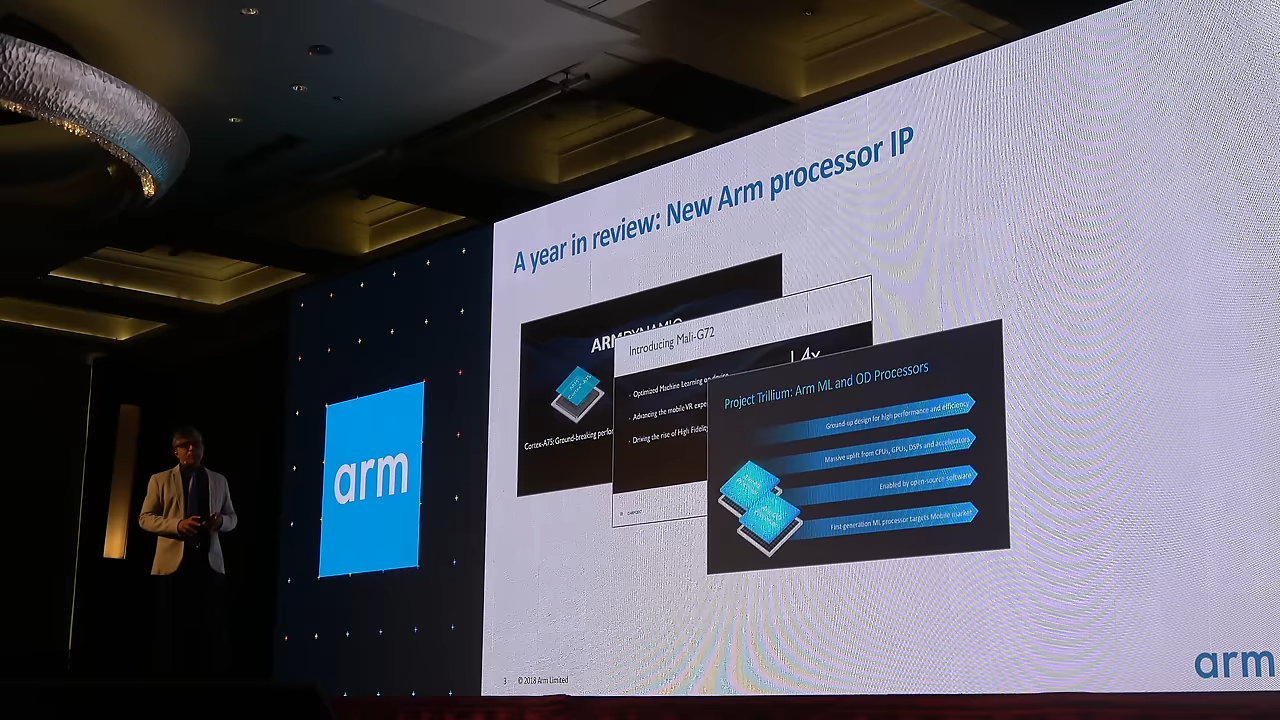 A year in review: New Arm processor IP
ARM DYNAMIQ
Cortex-A75: Ground-breaking
Introducing Mali-G72
1.4x
- Optimized Machine Learning on
- Advancing the mobile VR
- Driving the rise of High
Project Trillium: Arm ML and OD Processors
Ground-up design for high performance and efficiency
Massive uplift from CPUs, GPUs, DSPs and accelerators
Enabled by open-source software
First-generation ML processor targets Mobile market
arm
3 © 2018 Arm Limited
arm